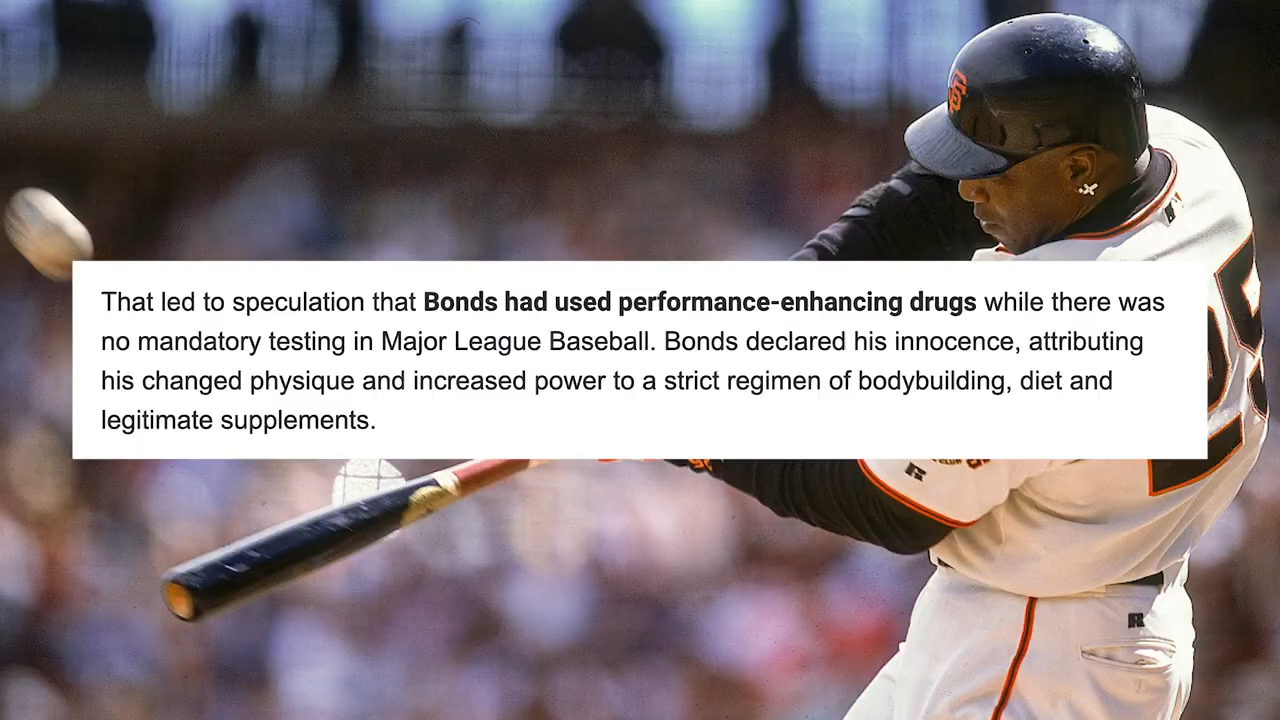 SF
That led to speculation that Bonds had used performance-enhancing drugs while there was
no mandatory testing in Major League Baseball. Bonds declared his innocence, attributing
his changed physique and increased power to a strict regimen of bodybuilding, diet and
legitimate supplements.
25
R
R